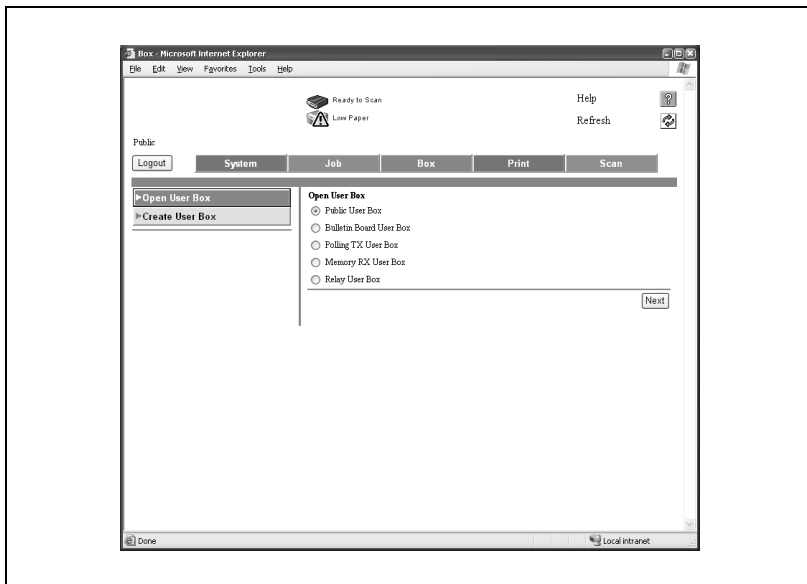 Box - Microsoft Internet Explorer
File Edit View Favorites Tools Help
Ready to Scan
Low Paper
Help
Refresh
Public
Logout System Job Box Print Scan
Open User Box
Create User Box
Open User Box
Public User Box
Bulletin Board User Box
Polling TX User Box
Memory RX User Box
Relay User Box
Next
Done
Local intranet